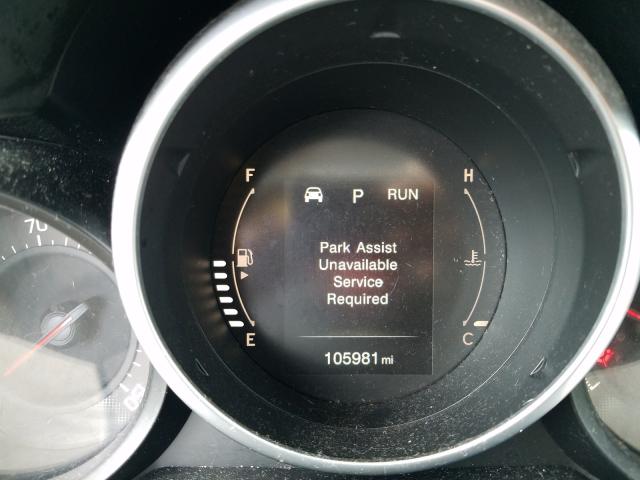 F
H
P RUN
Park Assist
Unavailable
Service
Required
E
C
105981 mi
70